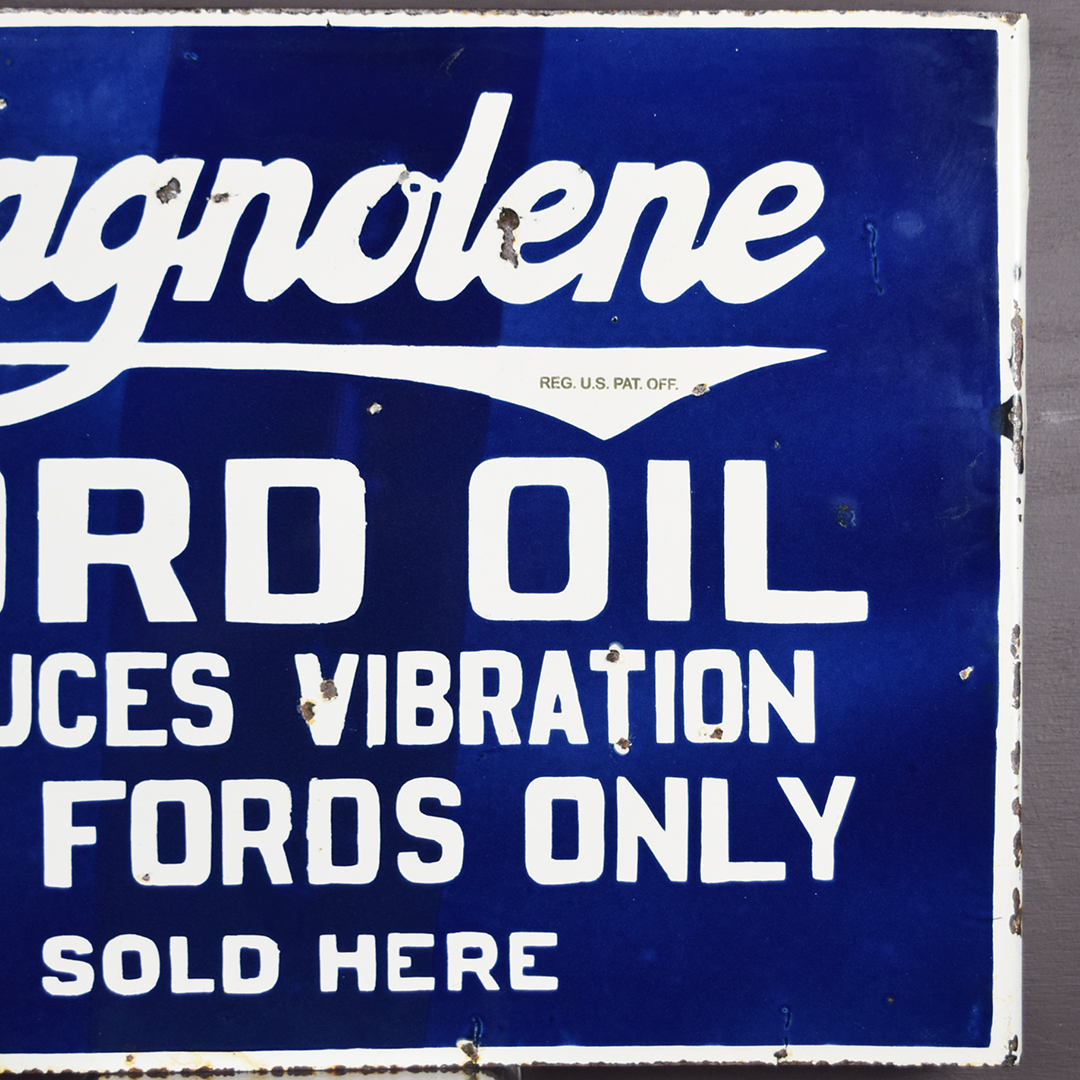 agnolene
REG. U.S. PAT. OFF.
ORD OIL
UCES VIBRATION
FORDS ONLY
SOLD HERE